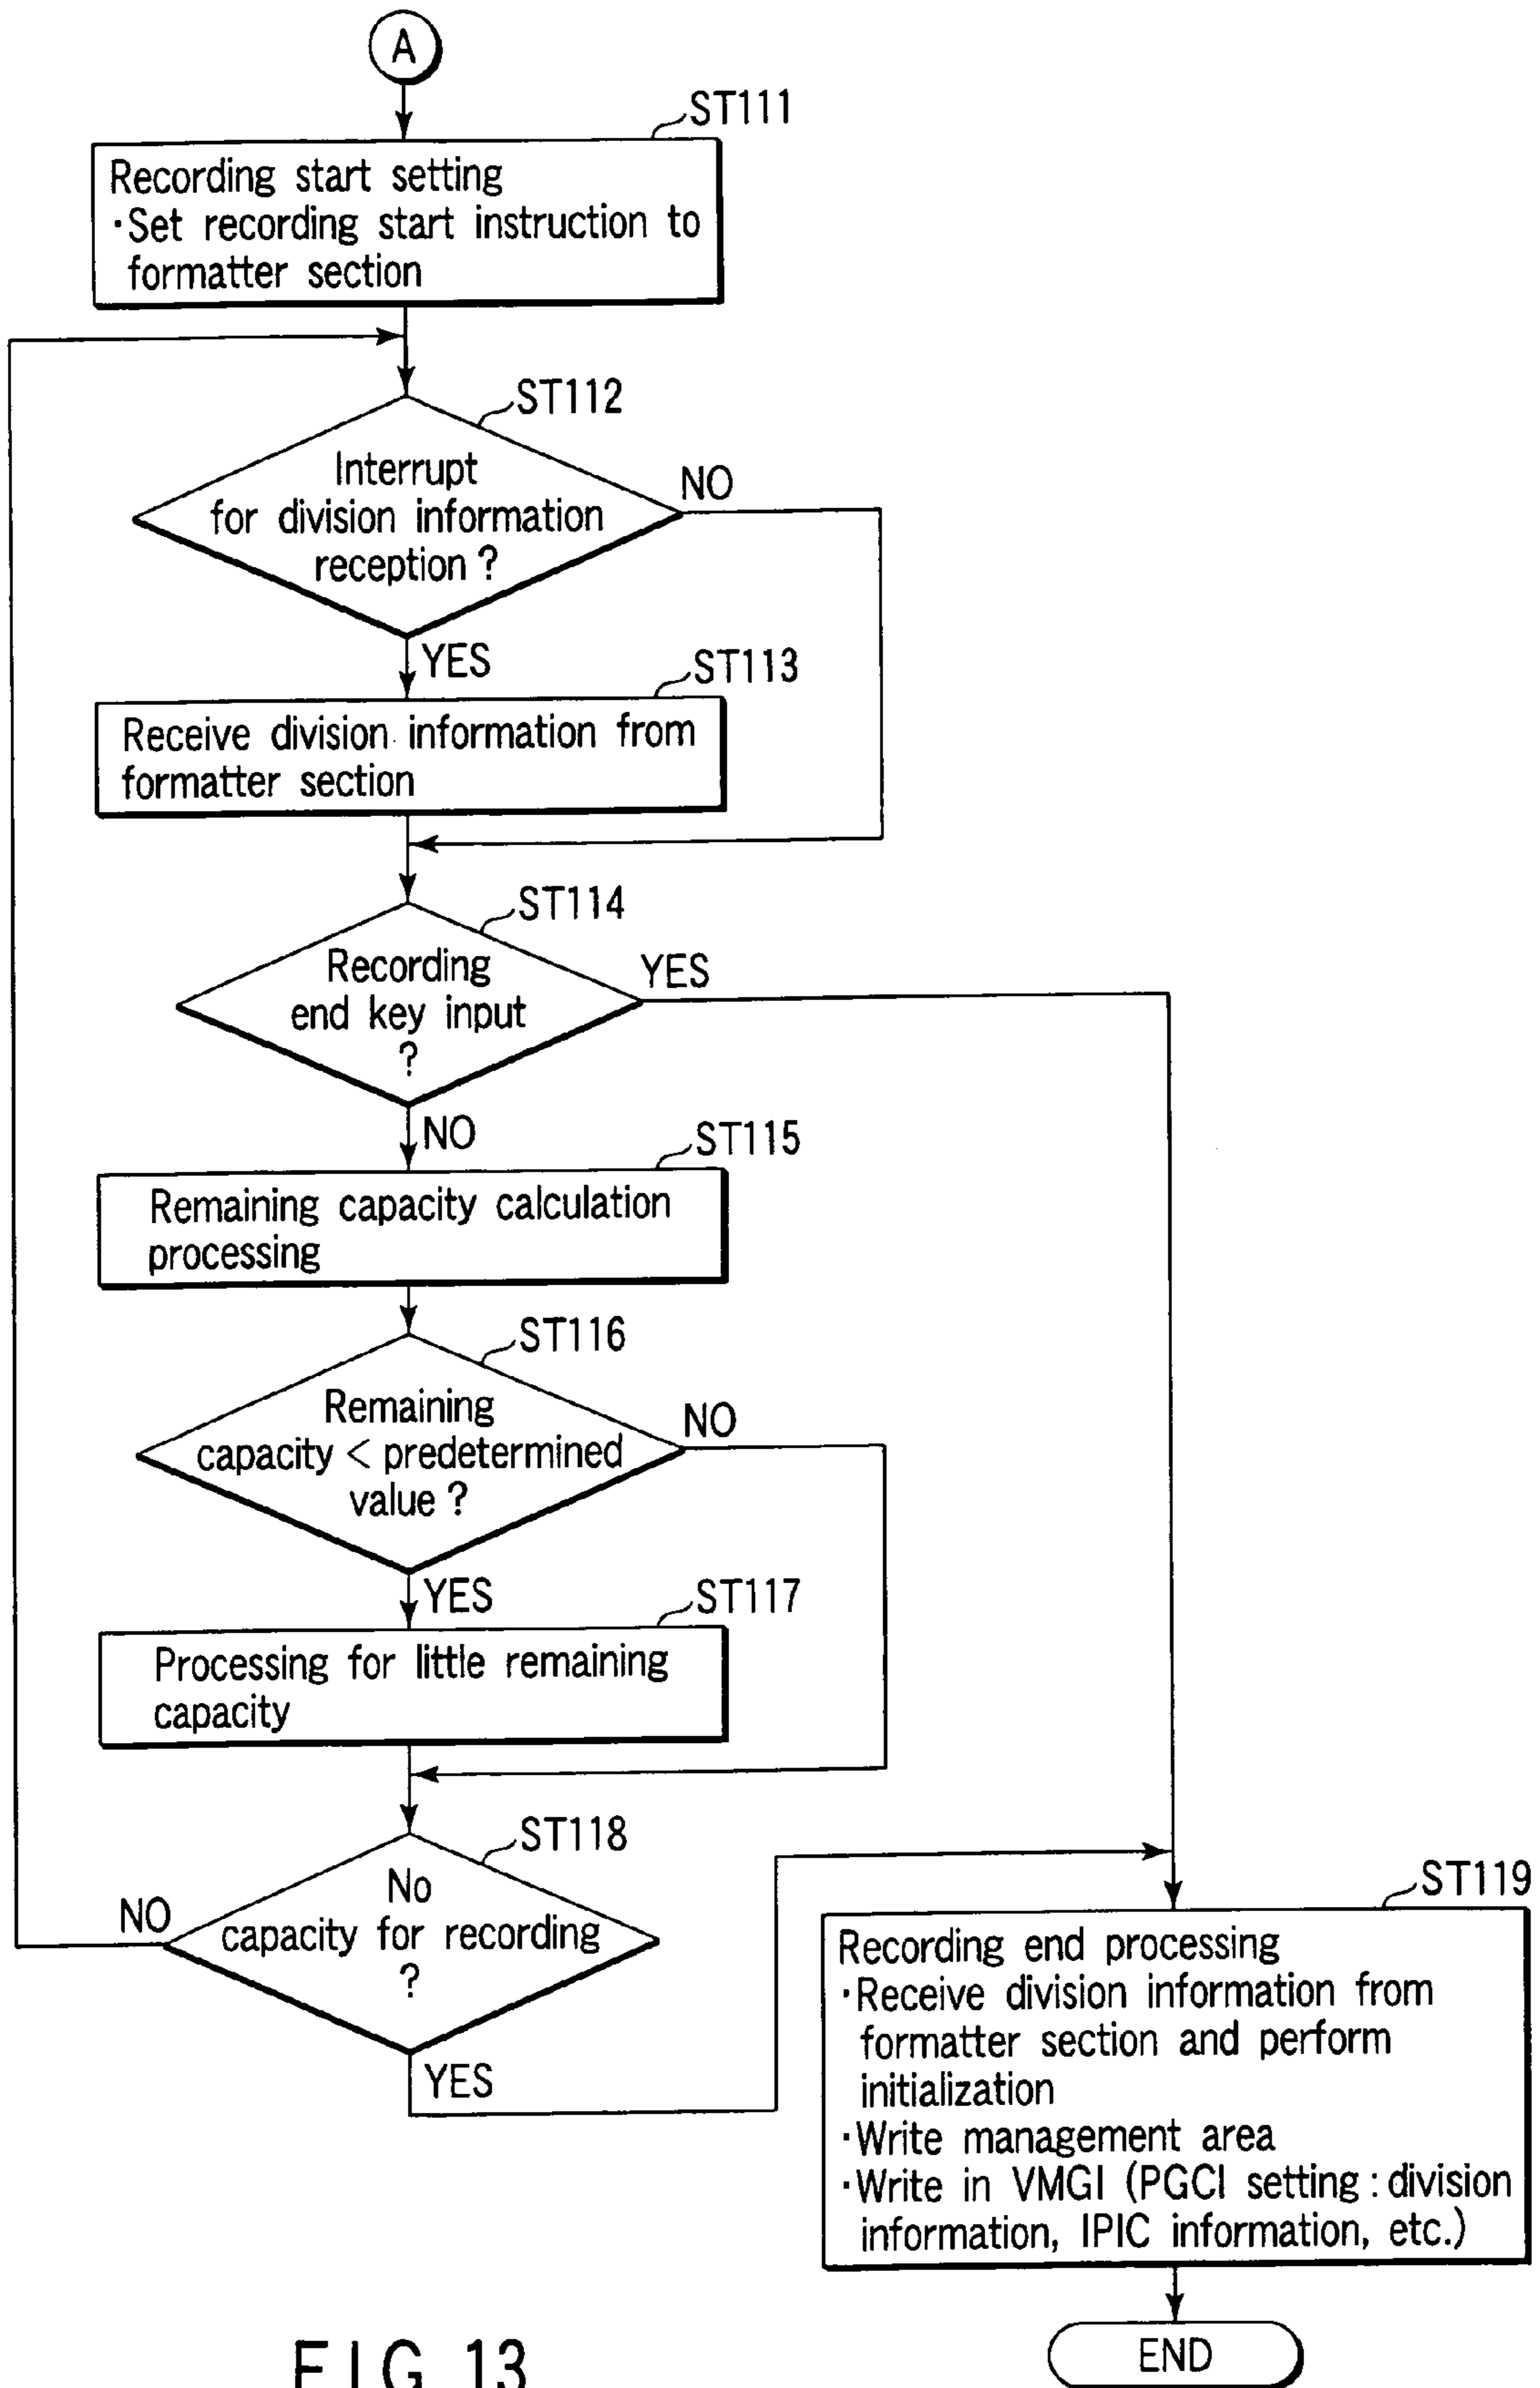 A
ST111
Recording start setting
·Set recording start instruction to
formatter section
ST112
Interrupt
for division information
reception ?
NO
YES
ST113
Receive division information from
formatter section
ST114
Recording
end key input
?
YES
NO
ST115
Remaining capacity calculation
processing
ST116
Remaining
capacity < predetermined
value ?
NO
YES
ST117
Processing for little remaining
capacity
ST118
No
capacity for recording
?
NO
YES
ST119
Recording end processing
·Receive division information from
formatter section and perform
initialization
·Write management area
·Write in VMGI (PGCI setting : division
information, IPIC information, etc.)
END
FIG. 13